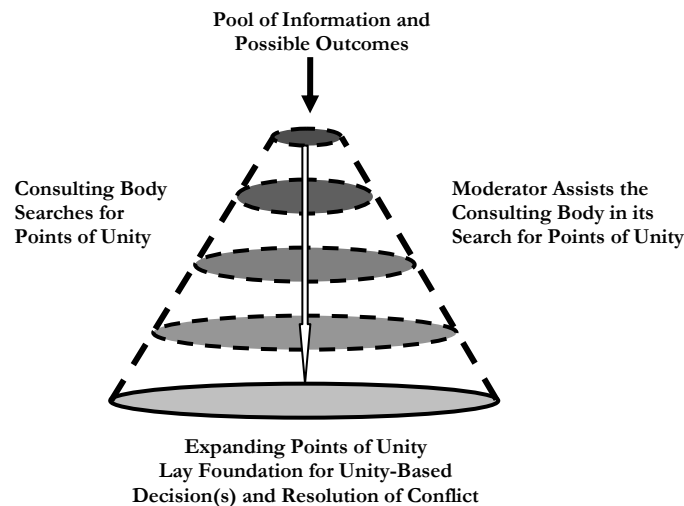 Pool of Information and
Possible Outcomes
Consulting Body
Searches for
Points of Unity
Moderator Assists the
Consulting Body in its
Search for Points of Unity
Expanding Points of Unity
Lay Foundation for Unity-Based
Decision(s) and Resolution of Conflict